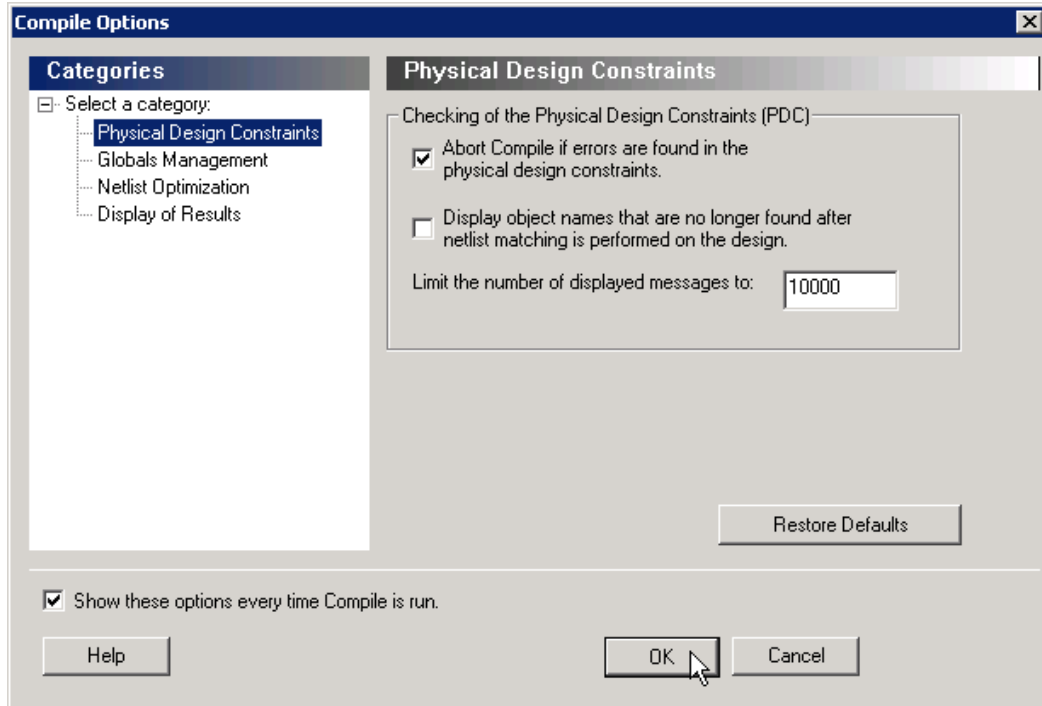 Compile Options
Categories
Select a category:
Physical Design Constraints
Globals Management
Netlist Optimization
Display of Results
Physical Design Constraints
Checking of the Physical Design Constraints (PDC)
Abort Compile if errors are found in the
physical design constraints.
Display object names that are no longer found after
netlist matching is performed on the design.
Limit the number of displayed messages to: 10000
Restore Defaults
Show these options every time Compile is run.
Help OK Cancel